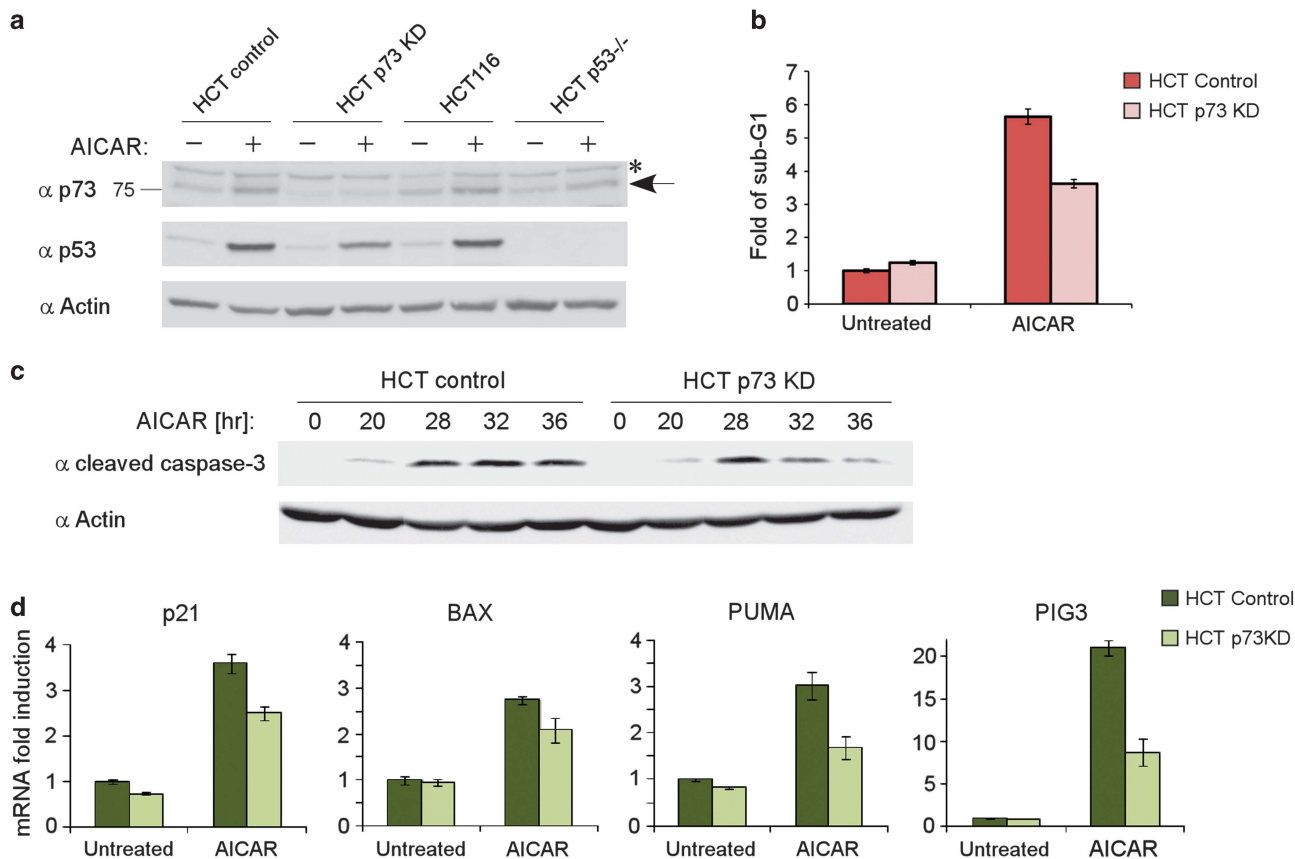 a
HCT control
HCT p73 KD
HCT116
HCT p53-/-
AICAR: − + − + − + − +
α p73 75 *
α p53
α Actin
b
Fold of sub-G1
7
6
5
4
3
2
1
0
Untreated AICAR
HCT Control
HCT p73 KD
c
HCT control HCT p73 KD
AICAR [hr]: 0 20 28 32 36 0 20 28 32 36
α cleaved caspase-3
α Actin
d
mRNA fold induction
p21
4
3
2
1
0
Untreated AICAR
BAX
4
3
2
1
0
Untreated AICAR
PUMA
4
3
2
1
0
Untreated AICAR
PIG3
20
15
10
5
0
Untreated AICAR
HCT Control
HCT p73KD